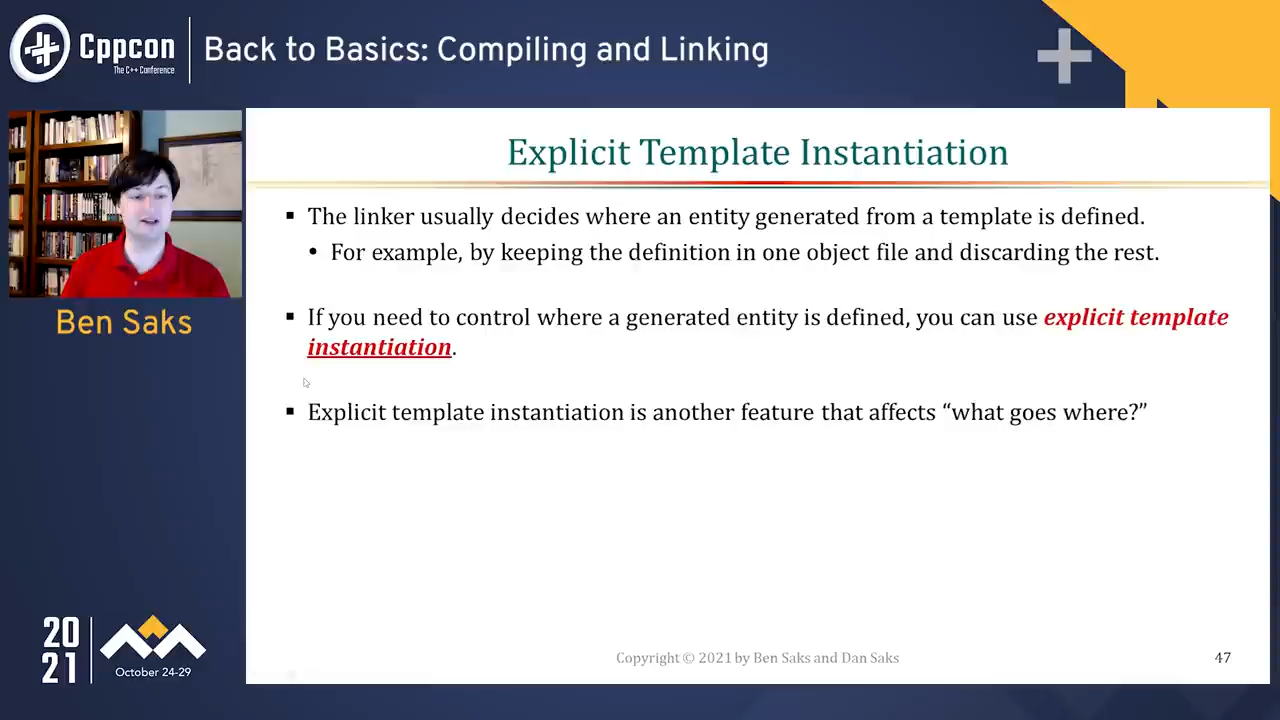 Cppcon
The C++ Conference
Back to Basics: Compiling and Linking
Ben Saks
Explicit Template Instantiation
▪ The linker usually decides where an entity generated from a template is defined.
• For example, by keeping the definition in one object file and discarding the rest.
▪ If you need to control where a generated entity is defined, you can use explicit template
instantiation.
▪ Explicit template instantiation is another feature that affects “what goes where?”
20
21
October 24-29
Copyright © 2021 by Ben Saks and Dan Saks
47